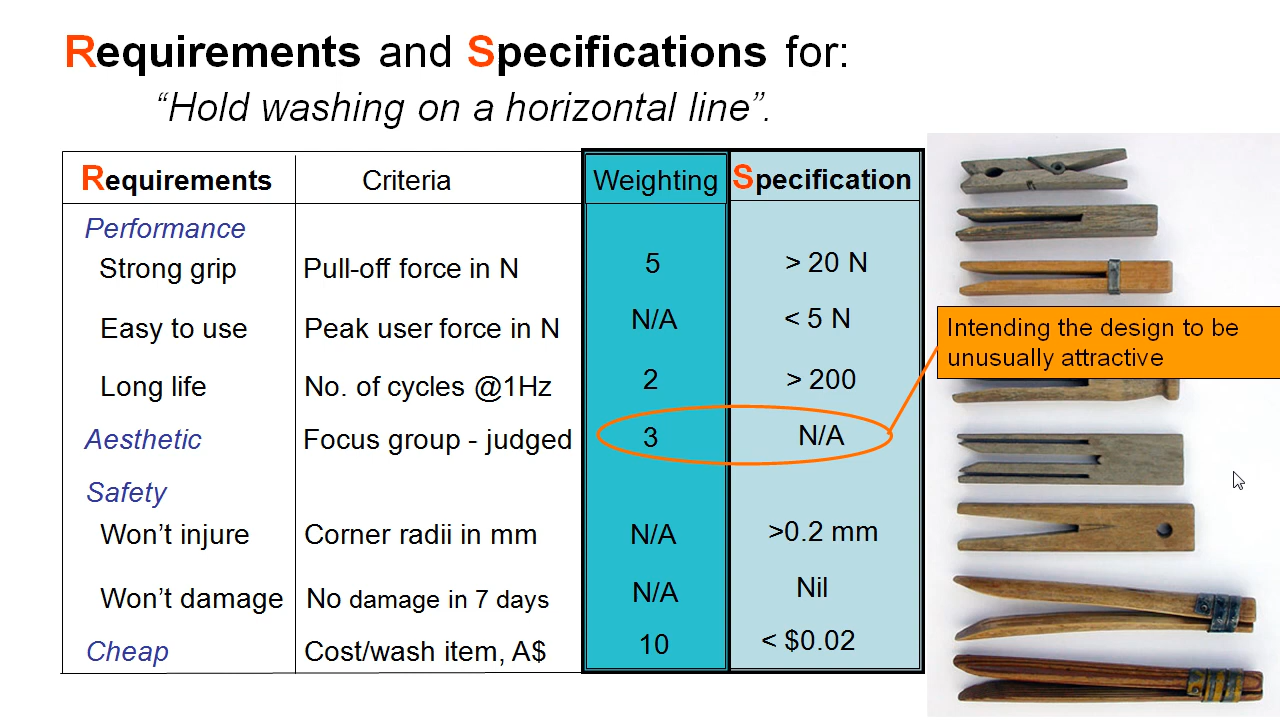 Requirements and Specifications for:
“Hold washing on a horizontal line”.
Requirements Criteria Weighting Specification
Performance
Strong grip Pull-off force in N 5 > 20 N
Easy to use Peak user force in N N/A < 5 N
Intending the design to be
unusually attractive
Long life No. of cycles @1Hz 2 > 200
Aesthetic Focus group - judged 3 N/A
Safety
Won’t injure Corner radii in mm N/A >0.2 mm
Won’t damage No damage in 7 days N/A Nil
Cheap Cost/wash item, A$ 10 < $0.02